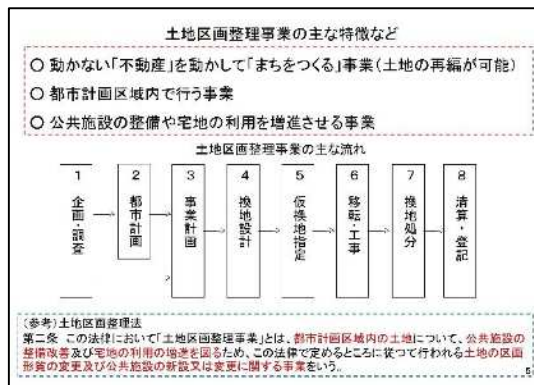 土地区画整理事業の主な特徴など
○ 動かない「不動産」を動かして「まちをつくる」事業(土地の再編が可能)
○ 都市計画区域内で行う事業
○ 公共施設の整備や宅地の利用を増進させる事業
土地区画整理事業の主な流れ
1 企画・調査
2 都市計画
3 事業計画
4 換地設計
5 仮換地指定
6 移転・工事
7 換地処分
8 清算・登記
(参考)土地区画整理法
第二条 この法律において「土地区画整理事業」とは、都市計画区域内の土地について、公共施設の
整備改善及び宅地の利用の増進を図るため、この法律で定めるところに従つて行われる土地の区画
形質の変更及び公共施設の新設又は変更に関する事業をいう。
5